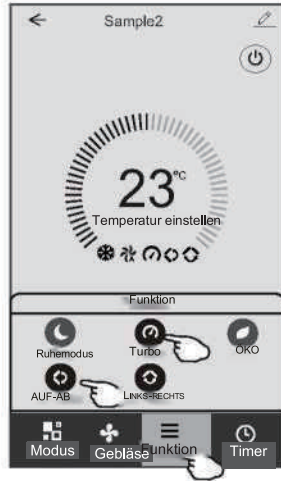 Sample2
23°C
Temperatur einstellen
Funktion
Ruhemodus Turbo ÖKO
AUF-AB LINKS-RECHTS
Modus Gebläse Funktion Timer